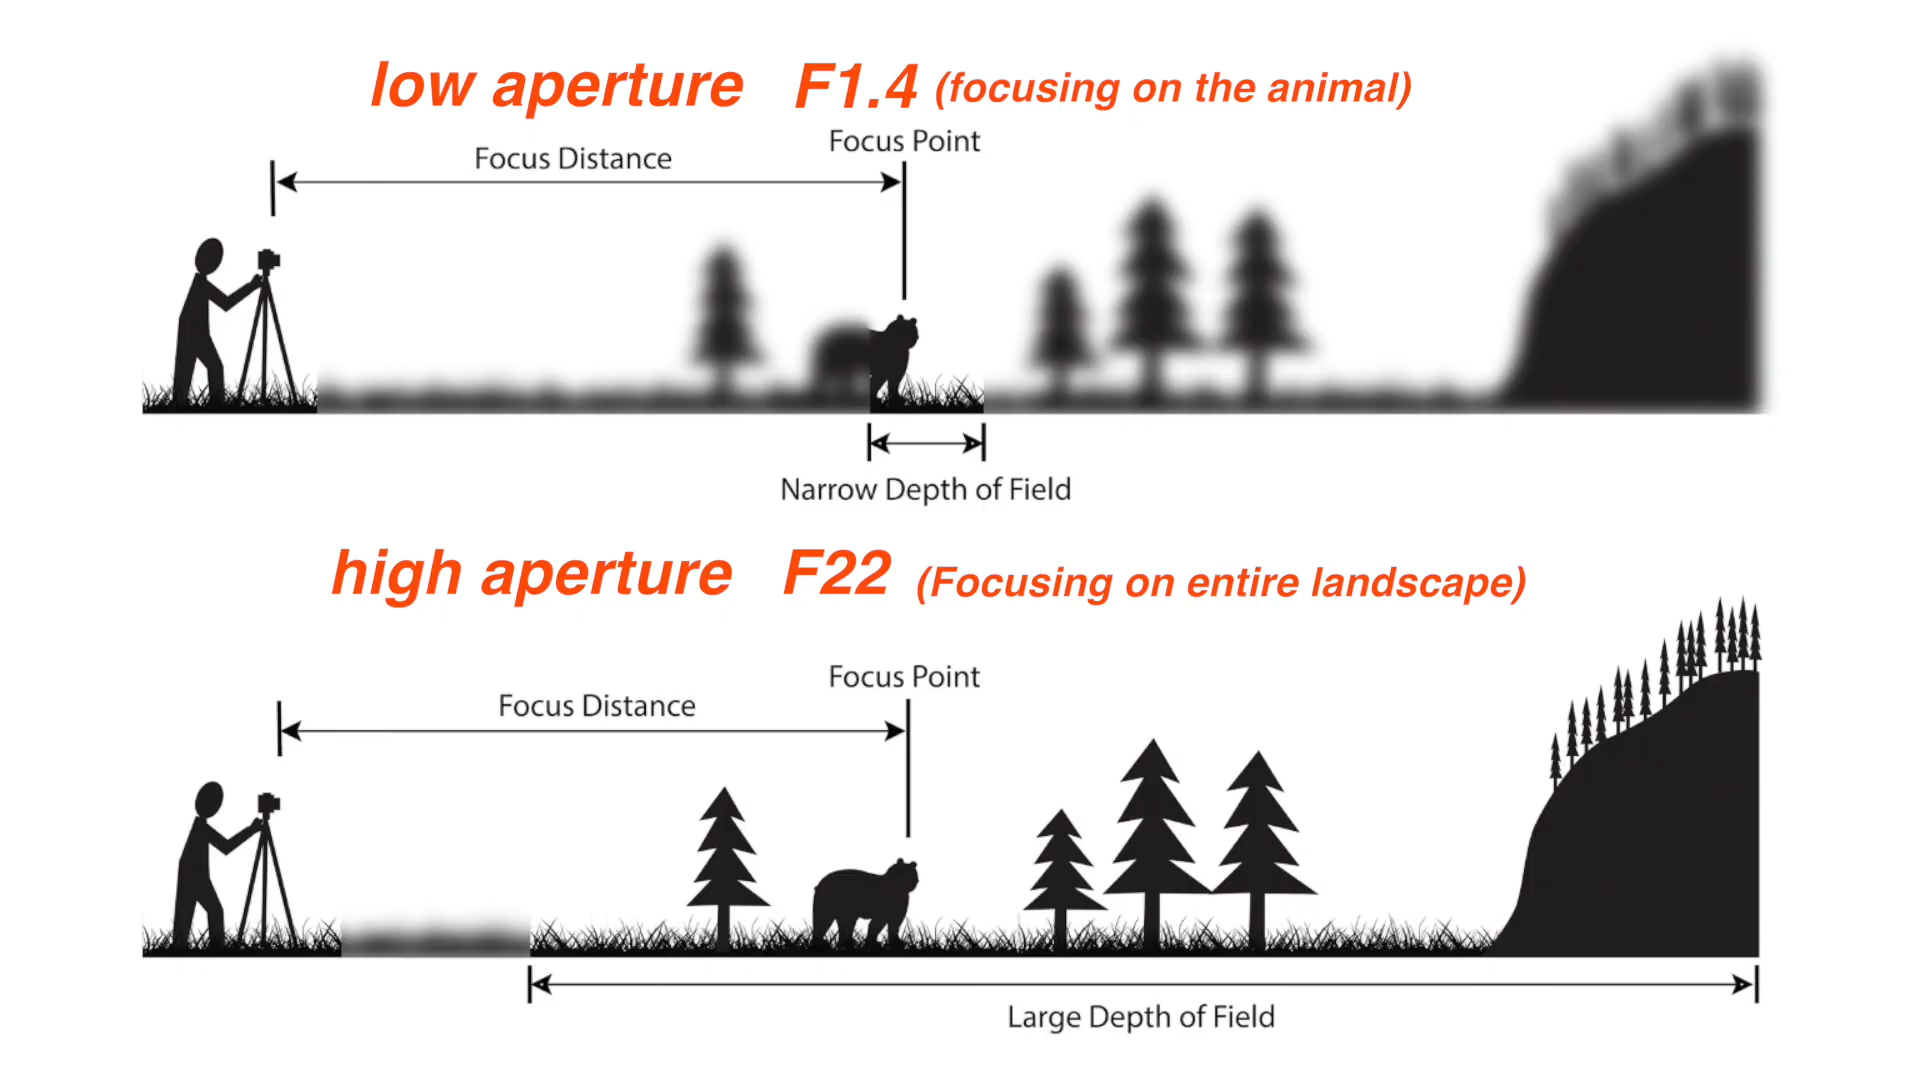 low aperture F1.4 (focusing on the animal)
Focus Point
Focus Distance
Narrow Depth of Field
high aperture F22 (Focusing on entire landscape)
Focus Point
Focus Distance
Large Depth of Field